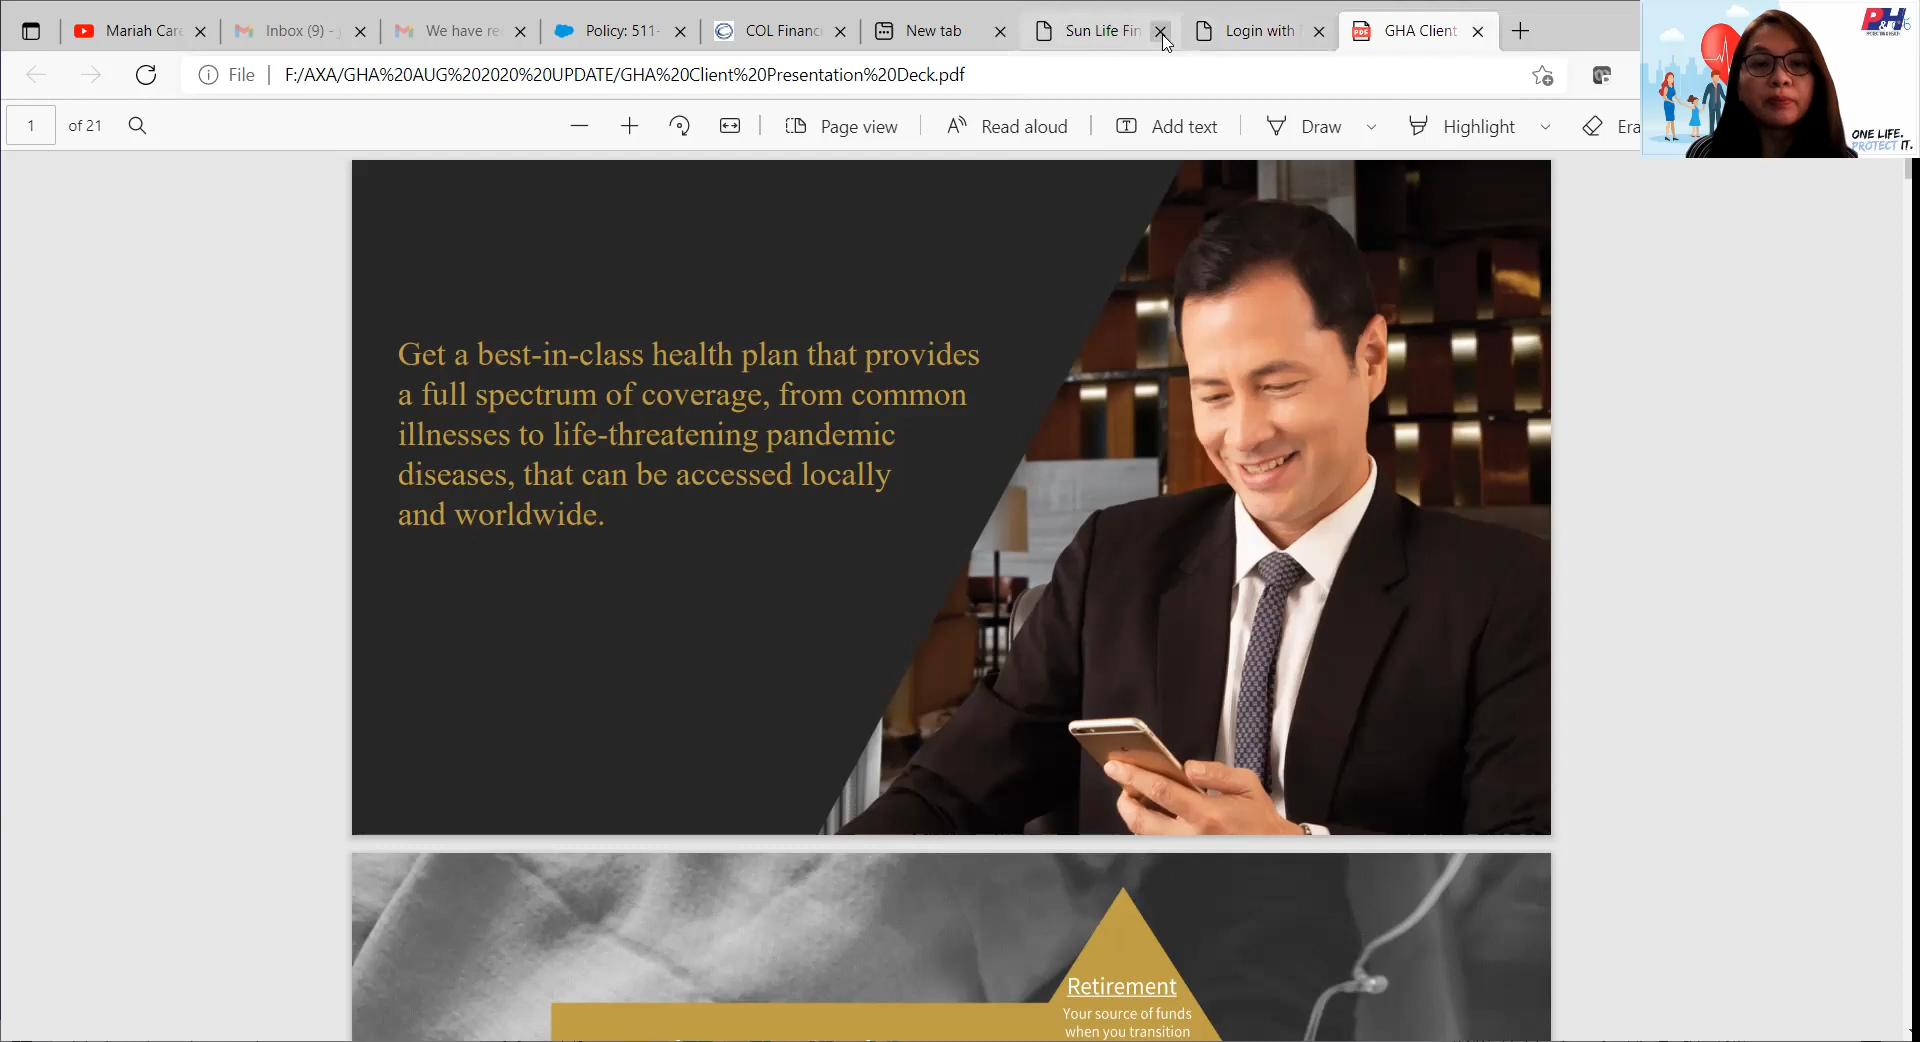 Mariah Car
Inbox (9) -
We have re
Policy: 511-
COL Financ
New tab
Sun Life Fin
Login with
GHA Client
File
F:/AXA/GHA%20AUG%202020%20UPDATE/GHA%20Client%20Presentation%20Deck.pdf
1 of 21
Page view
Read aloud
Add text
Draw
Highlight
Era
P&H
ONE LIFE.
PROTECT IT.
Get a best-in-class health plan that provides
a full spectrum of coverage, from common
illnesses to life-threatening pandemic
diseases, that can be accessed locally
and worldwide.
Retirement
Your source of funds
when you transition